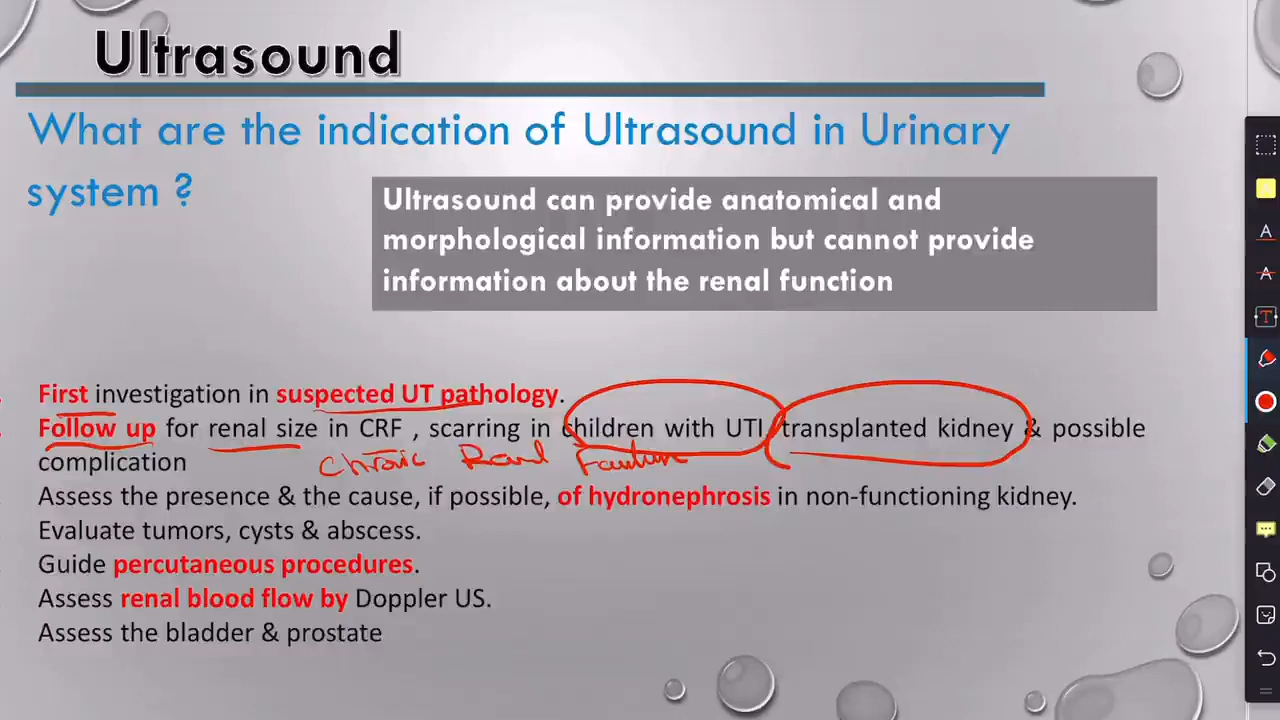 Ultrasound
What are the indication of Ultrasound in Urinary
system ?
Ultrasound can provide anatomical and
morphological information but cannot provide
information about the renal function
First investigation in suspected UT pathology.
Follow up for renal size in CRF , scarring in children with UTI, transplanted kidney & possible
complication
Chronic Renal Failure
Assess the presence & the cause, if possible, of hydronephrosis in non-functioning kidney.
Evaluate tumors, cysts & abscess.
Guide percutaneous procedures.
Assess renal blood flow by Doppler US.
Assess the bladder & prostate